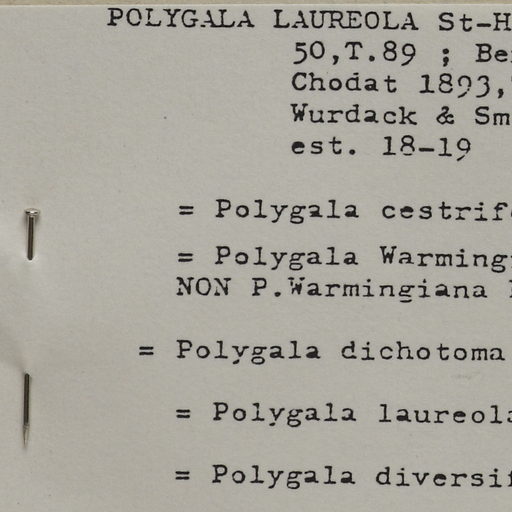 POLYGALA LAUREOLA St-H
50,T.89 ; Be
Chodat 1893,
Wurdack & Sm
est. 18-19
= Polygala cestrif
= Polygala Warming
NON P.Warmingiana
= Polygala dichotoma
= Polygala laureola
= Polygala diversif